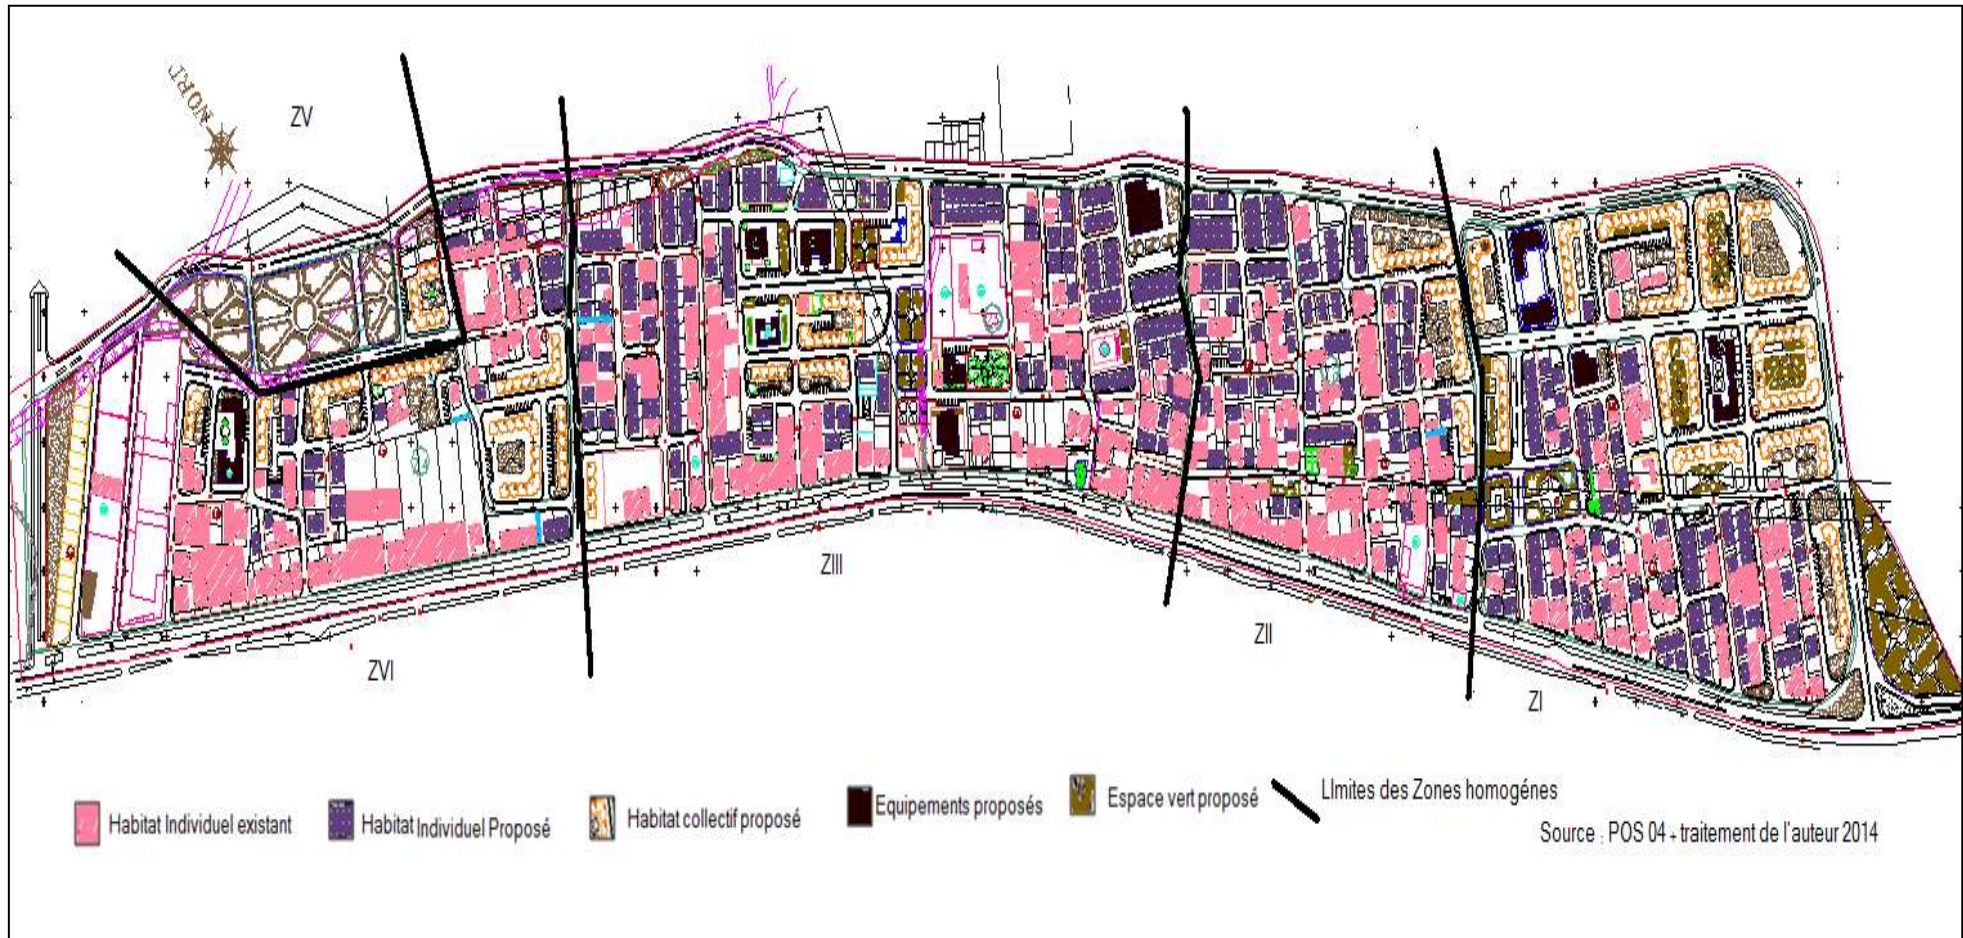 NORD
ZV
ZIII
ZII
ZVI
ZI
Habitat Individuel existant
Habitat Individuel Proposé
Habitat collectif proposé
Equipements proposés
Espace vert proposé
LImites des Zones homogénes
Source : POS 04 + traitement de l'auteur 2014